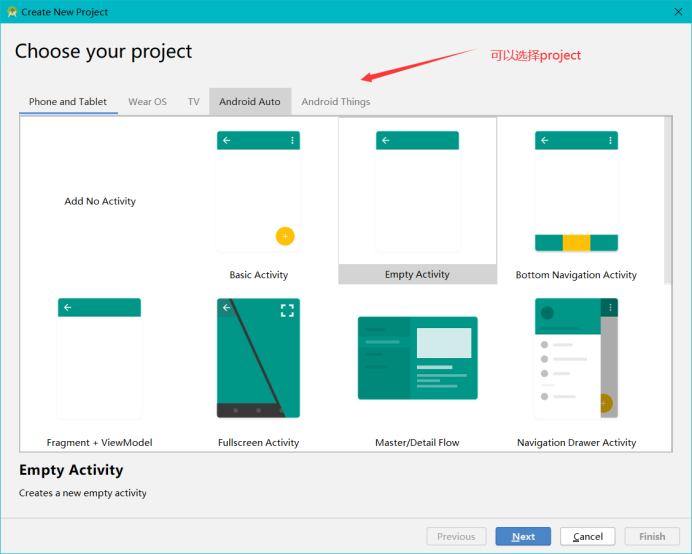 Create New Project
Choose your project
可以选择project
Phone and Tablet Wear OS TV Android Auto Android Things
Add No Activity
Basic Activity
Empty Activity
Bottom Navigation Activity
Fragment + ViewModel
Fullscreen Activity
Master/Detail Flow
Navigation Drawer Activity
Empty Activity
Creates a new empty activity
Previous Next Cancel Finish